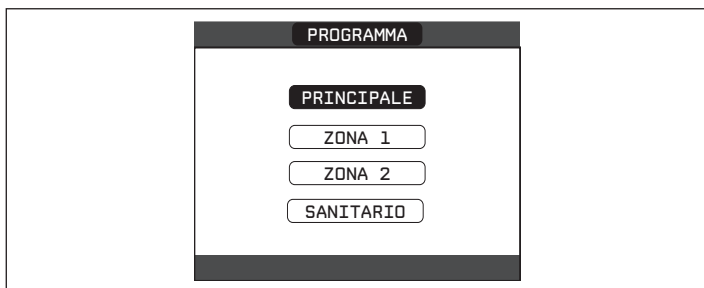 PROGRAMMA
PRINCIPALE
ZONA 1
ZONA 2
SANITARIO